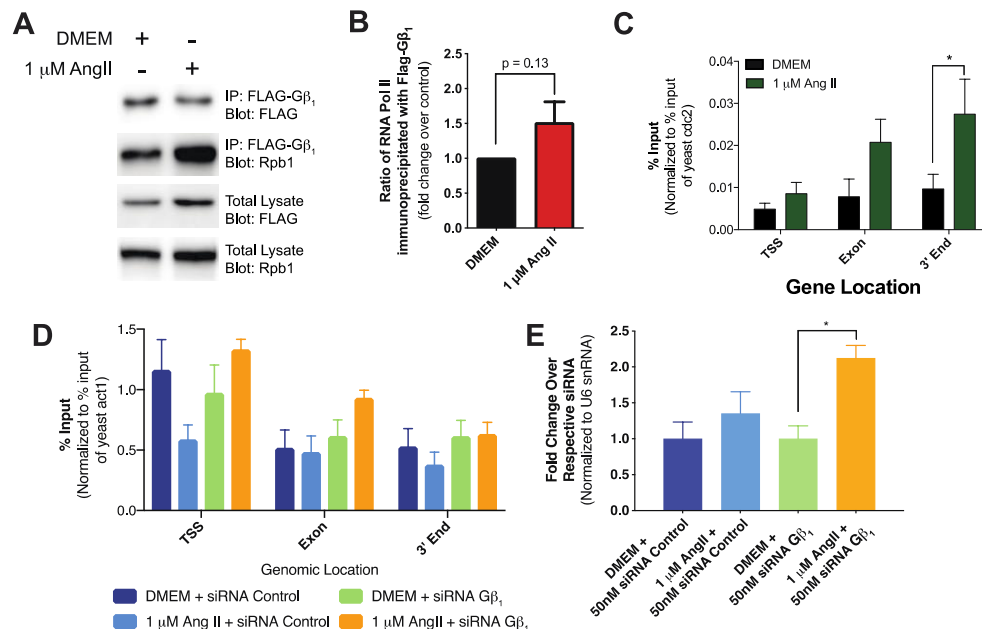 A
DMEM + -
1 μM AngII - +
IP: FLAG-Gβ1
Blot: FLAG
IP: FLAG-Gβ1
Blot: Rpb1
Total Lysate
Blot: FLAG
Total Lysate
Blot: Rpb1
B
Ratio of RNA Pol II
immunoprecipitated with Flag-Gβ1
(fold change over control)
2.0
1.5
1.0
0.5
0.0
p = 0.13
DMEM
1 μM Ang II
C
% Input
(Normalized to % input
of yeast cdc2)
0.04
0.03
0.02
0.01
0.00
DMEM
1 μM Ang II
*
TSS
Exon
3' End
Gene Location
D
% Input
(Normalized to % input
of yeast act1)
1.5
1.0
0.5
0.0
TSS
Exon
3' End
Genomic Location
DMEM + siRNA Control
DMEM + siRNA Gβ1
1 μM Ang II + siRNA Control
1 μM AngII + siRNA Gβ1
E
Fold Change Over
Respective siRNA
(Normalized to U6 snRNA)
2.5
2.0
1.5
1.0
0.5
0.0
*
DMEM +
50nM siRNA Control
1 μM AngII +
50nM siRNA Control
DMEM +
50nM siRNA Gβ1
1 μM AngII +
50nM siRNA Gβ1